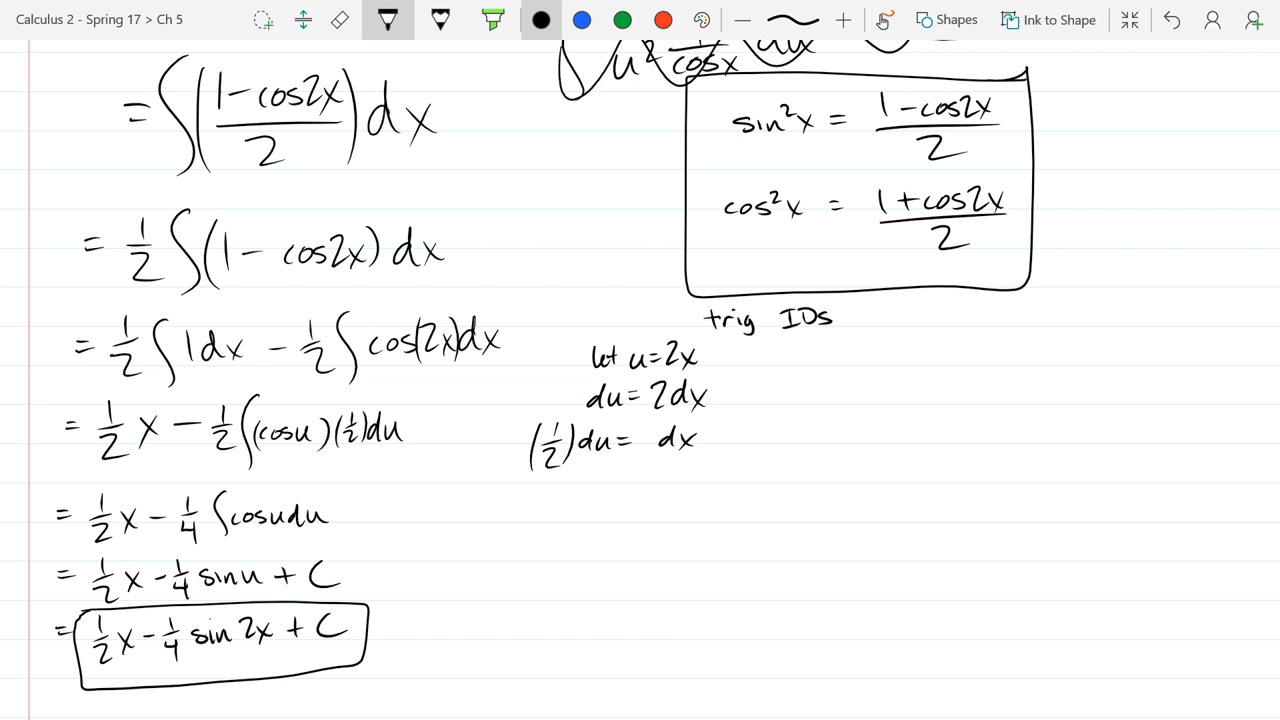 Calculus 2 - Spring 17 > Ch 5
Shapes
Ink to Shape
= ∫((1-cos2x)/2)dx
= 1/2 ∫(1 - cos2x) dx
= 1/2 ∫ 1dx - 1/2 ∫ cos(2x)dx
= 1/2 x - 1/2 ∫(cosu)(1/2)du
= 1/2 x - 1/4 ∫cosudu
= 1/2 x - 1/4 sinu + C
= 1/2 x - 1/4 sin 2x + C
cosx
sin²x = (1-cos2x)/2
cos²x = (1+cos2x)/2
trig IDs
let u=2x
du= 2dx
(1/2)du= dx